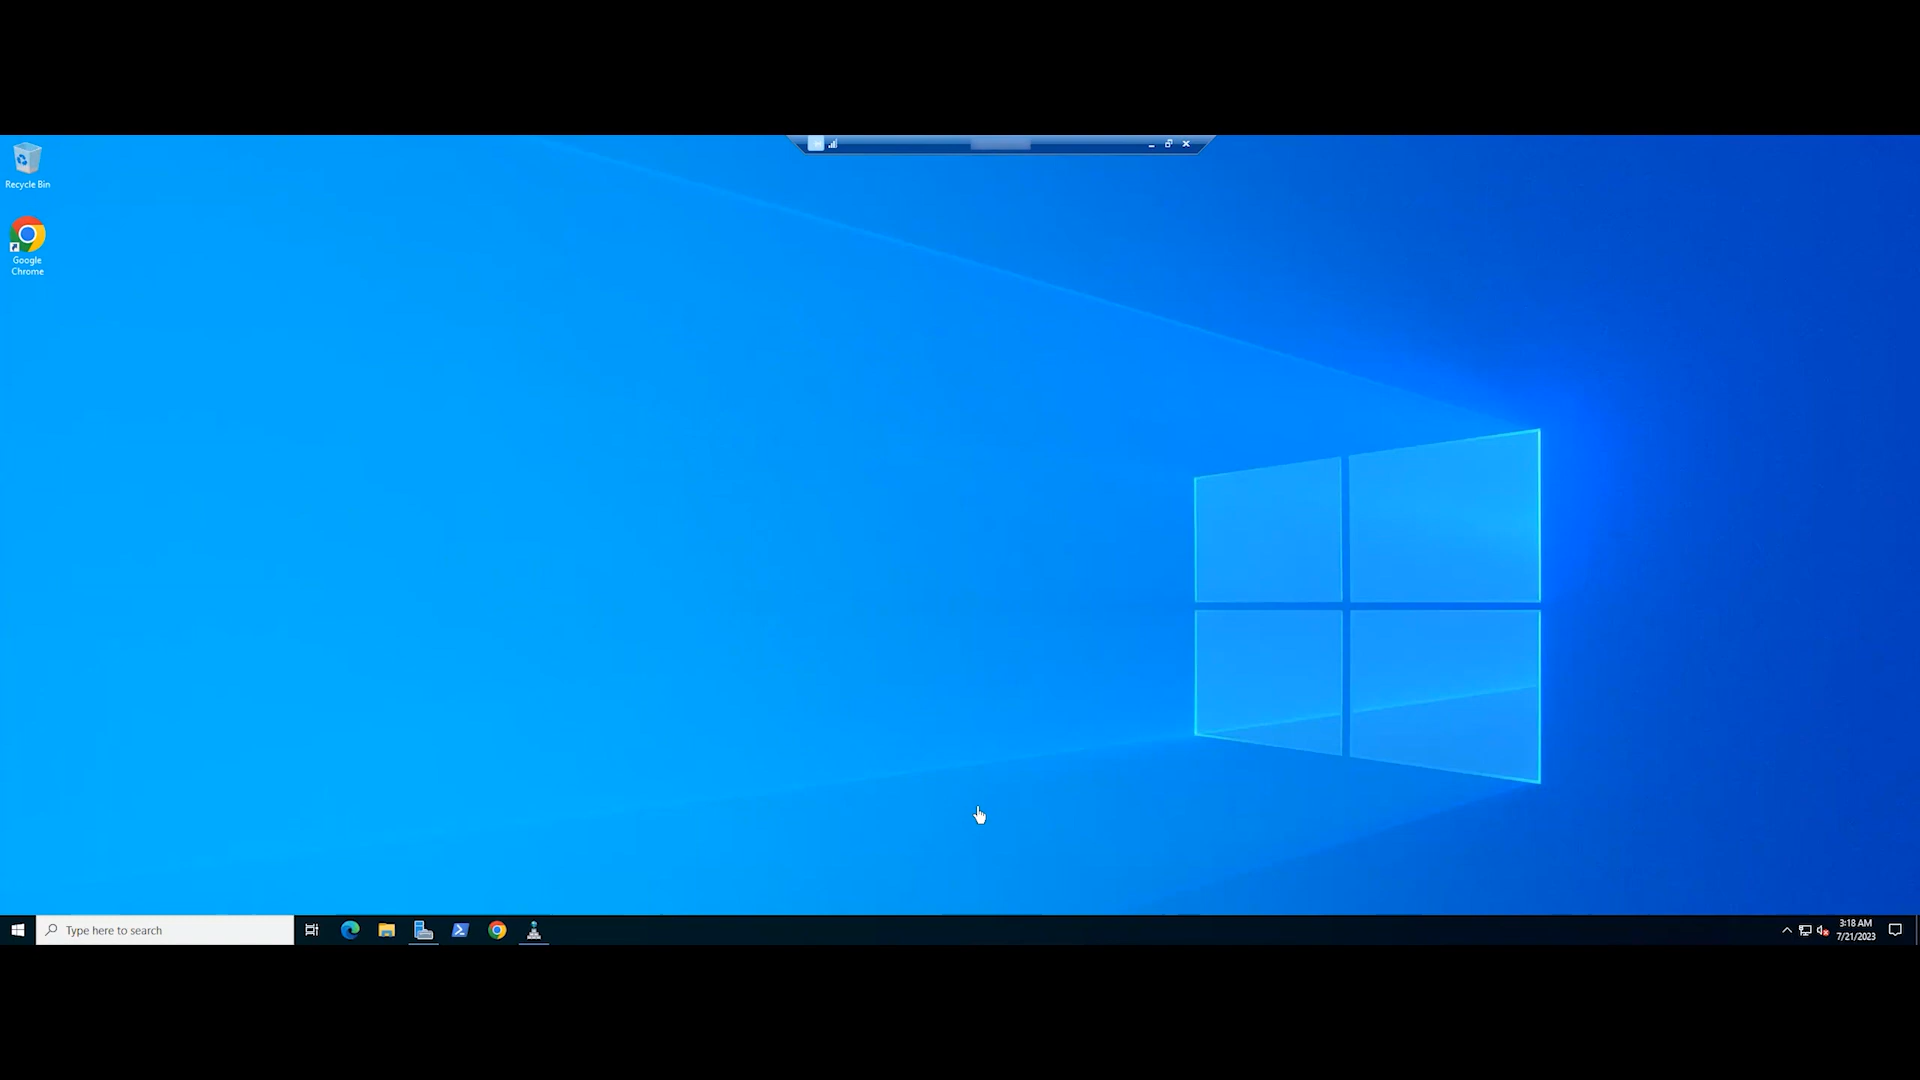 Recycle Bin
Google
Chrome
Type here to search
3:18 AM
7/21/2023